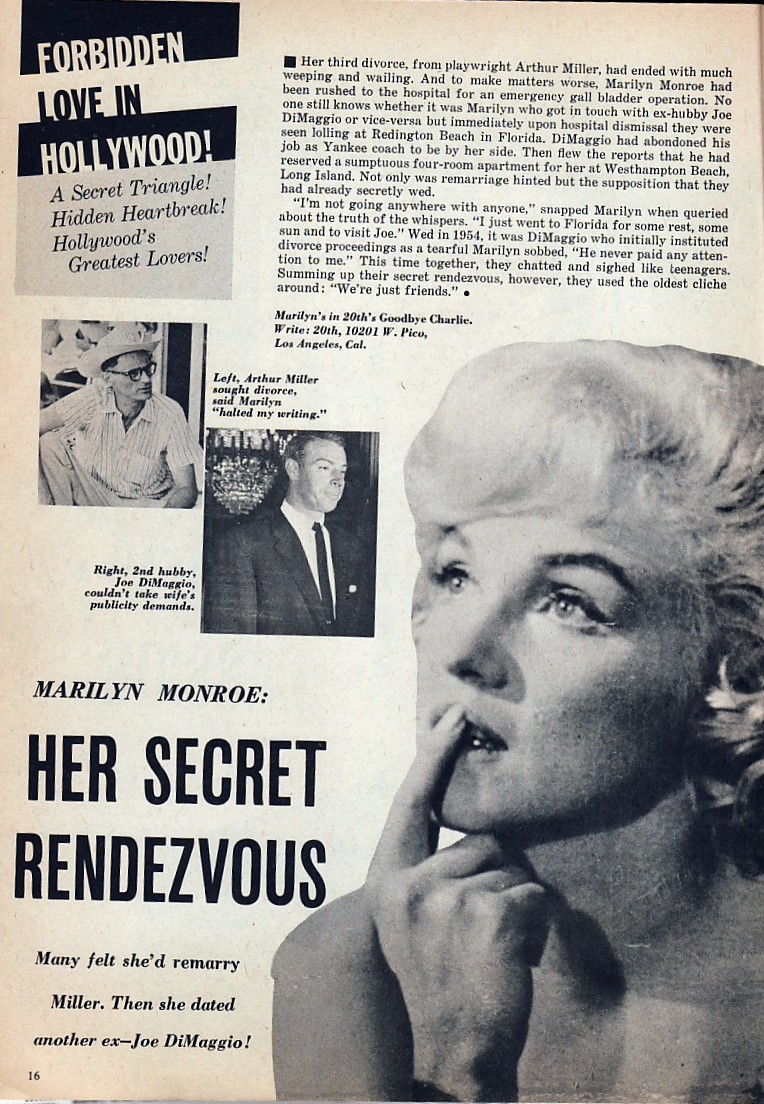 FORBIDDEN
LOVE IN
HOLLYWOOD!
A Secret Triangle!
Hidden Heartbreak!
Hollywood's
Greatest Lovers!
■ Her third divorce, from playwright Arthur Miller, had ended with much
weeping and wailing. And to make matters worse, Marilyn Monroe had
been rushed to the hospital for an emergency gall bladder operation. No
one still knows whether it was Marilyn who got in touch with ex-hubby Joe
DiMaggio or vice-versa but immediately upon hospital dismissal they were
seen lolling at Redington Beach in Florida. DiMaggio had abondoned his
job as Yankee coach to be by her side. Then flew the reports that he had
reserved a sumptuous four-room apartment for her at Westhampton Beach,
Long Island. Not only was remarriage hinted but the supposition that they
had already secretly wed.
"I'm not going anywhere with anyone," snapped Marilyn when queried
about the truth of the whispers. "I just went to Florida for some rest, some
sun and to visit Joe." Wed in 1954, it was DiMaggio who initially instituted
divorce proceedings as a tearful Marilyn sobbed, "He never paid any atten-
tion to me." This time together, they chatted and sighed like teenagers.
Summing up their secret rendezvous, however, they used the oldest cliche
around: "We're just friends." •
Marilyn's in 20th's Goodbye Charlie.
Write: 20th, 10201 W. Pico,
Los Angeles, Cal.
Left, Arthur Miller
sought divorce,
said Marilyn
"halted my writing."
Right, 2nd hubby,
Joe DiMaggio,
couldn't take wife's
publicity demands.
MARILYN MONROE:
HER SECRET
RENDEZVOUS
Many felt she'd remarry
Miller. Then she dated
another ex—Joe DiMaggio!
16